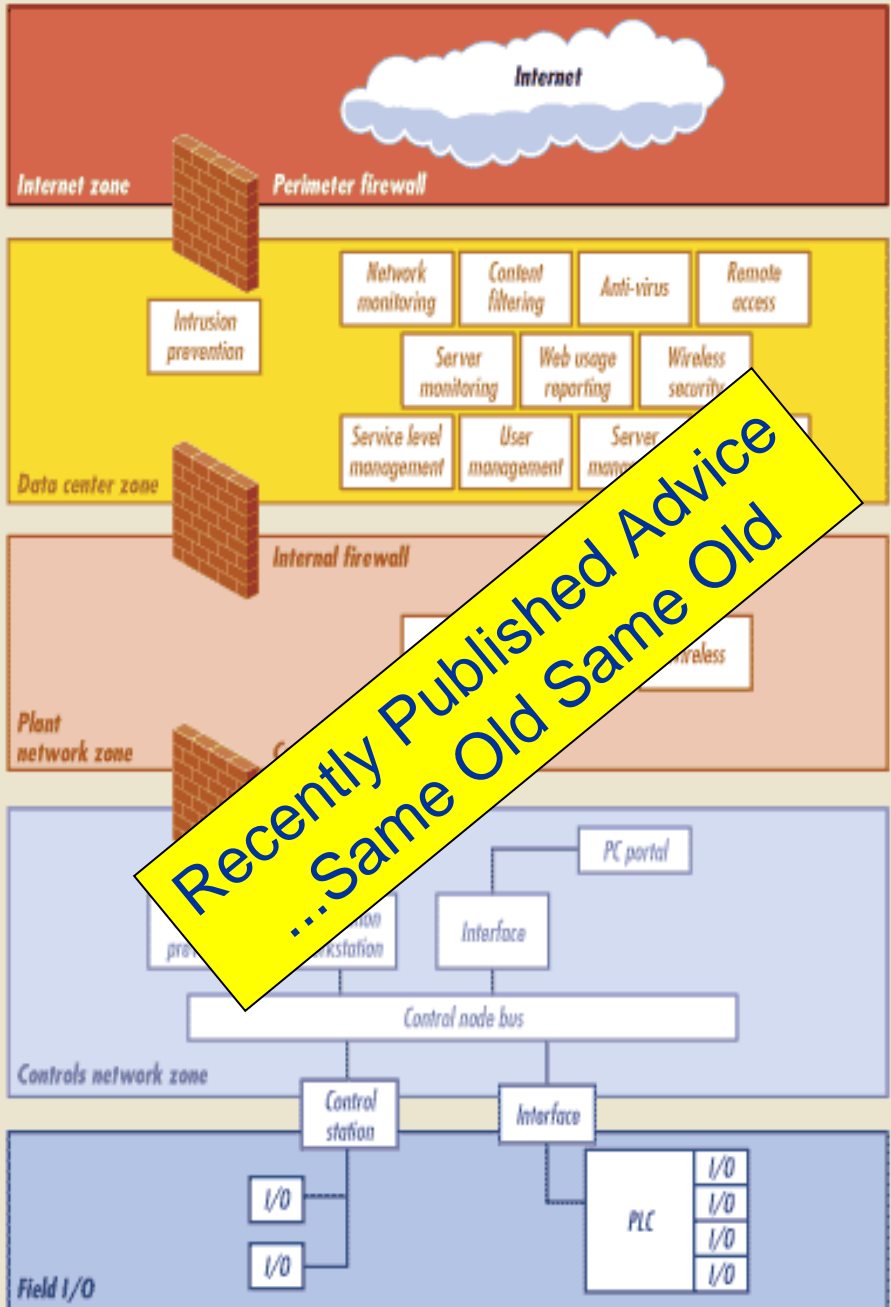 Internet
Internet zone
Perimeter firewall
Network
monitoring
Content
filtering
Anti-virus
Remote
access
Intrusion
prevention
Server
monitoring
Web usage
reporting
Wireless
security
Service level
management
User
management
Server
Data center zone
Internal firewall
Plant
network zone
Recently Published Advice
...Same Old Same Old
PC portal
Interface
Control node bus
Controls network zone
Control
station
Interface
I/O
I/O
PLC
I/O
I/O
I/O
I/O
Field I/O